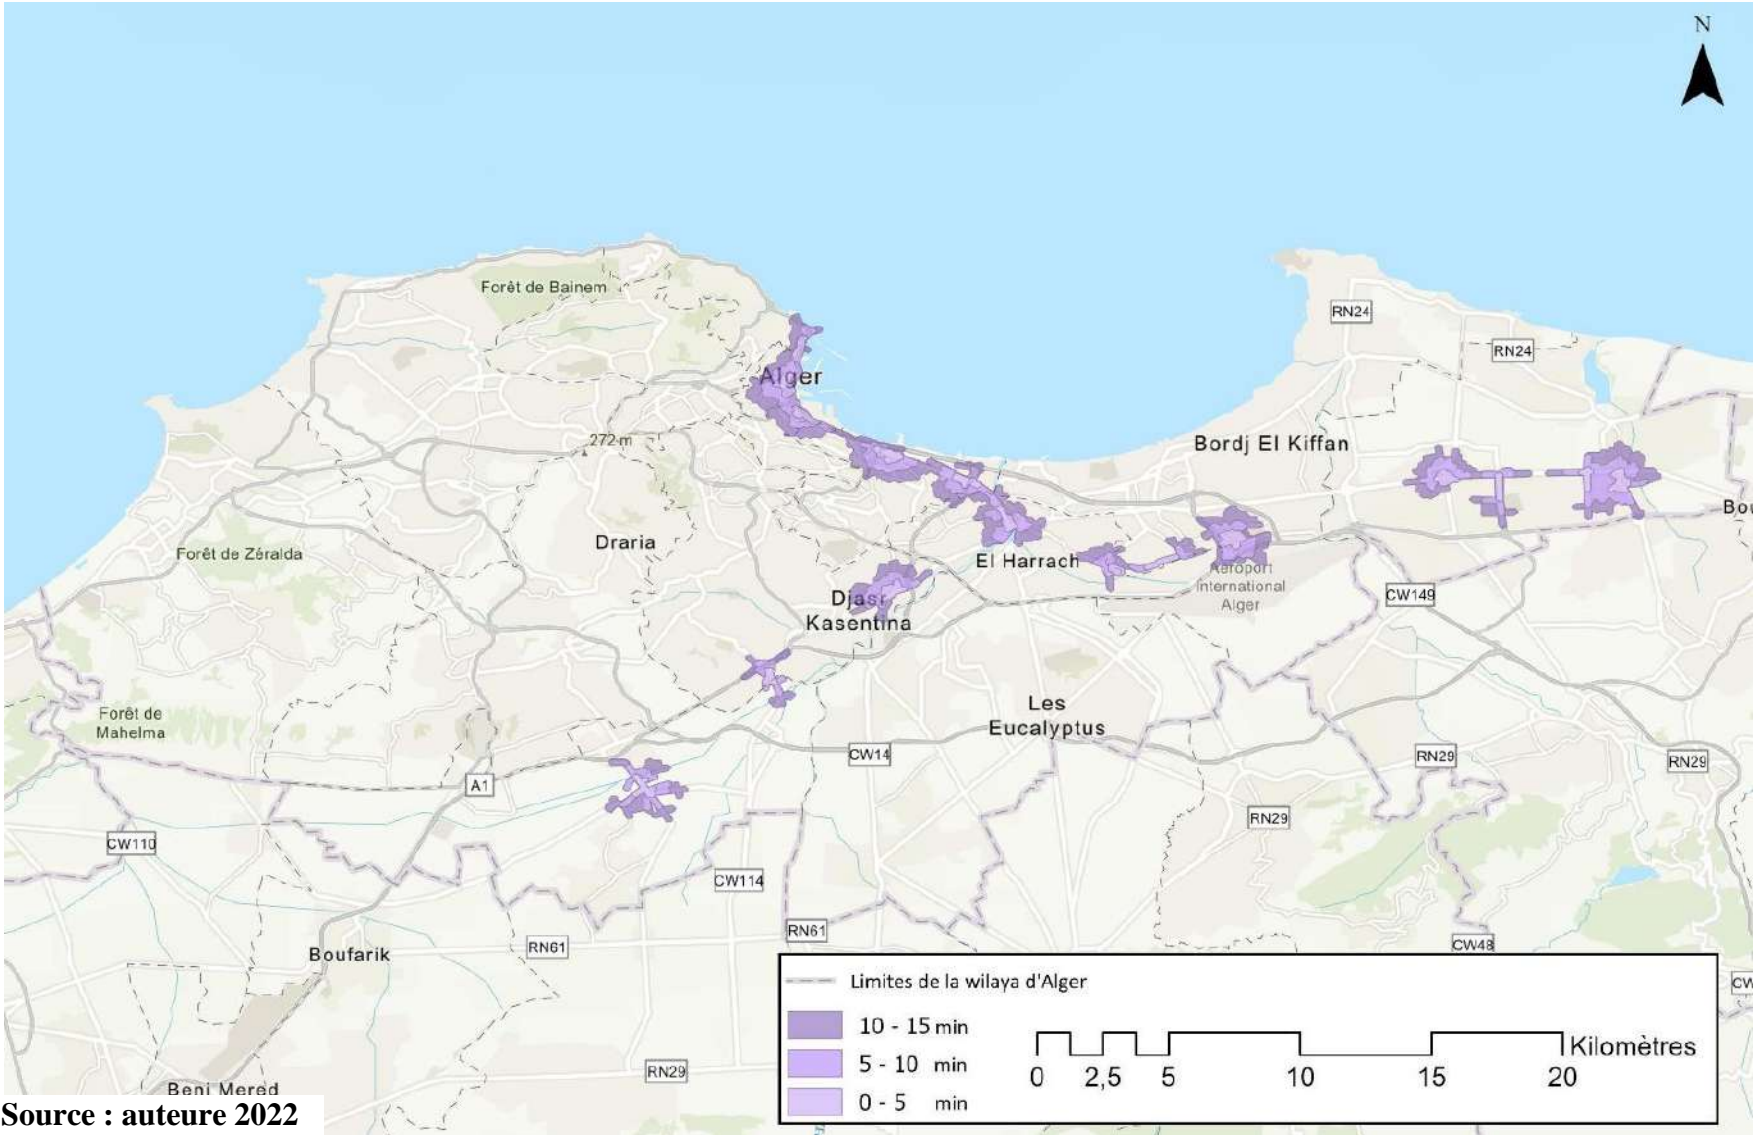 N
Forêt de Bainem
RN24
RN24
Alger
272 m
Bordj El Kiffan
Bou
Draria
Forêt de Zéralda
El Harrach
Aéroport
international
Alger
Djasr
Kasentina
CW149
Les
Eucalyptus
Forêt de
Mahelma
CW14
RN29
RN29
A1
RN29
CW110
CW114
RN61
CW48
Boufarik
RN61
Limites de la wilaya d'Alger
CW
10 - 15 min
5 - 10 min
0 - 5 min
Kilomètres
0 2,5 5 10 15 20
RN29
Beni Mered
Source : auteure 2022